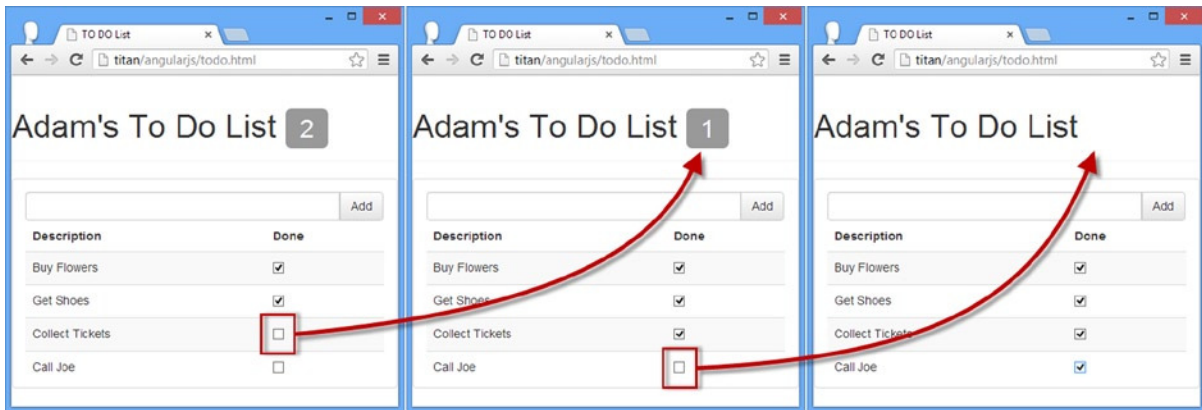 TO DO List
titan/angularjs/todo.html
Adam's To Do List 2
Add
Description Done
Buy Flowers
Get Shoes
Collect Tickets
Call Joe
TO DO List
titan/angularjs/todo.html
Adam's To Do List 1
Add
Description Done
Buy Flowers
Get Shoes
Collect Tickets
Call Joe
TO DO List
titan/angularjs/todo.html
Adam's To Do List
Add
Description Done
Buy Flowers
Get Shoes
Collect Tickets
Call Joe